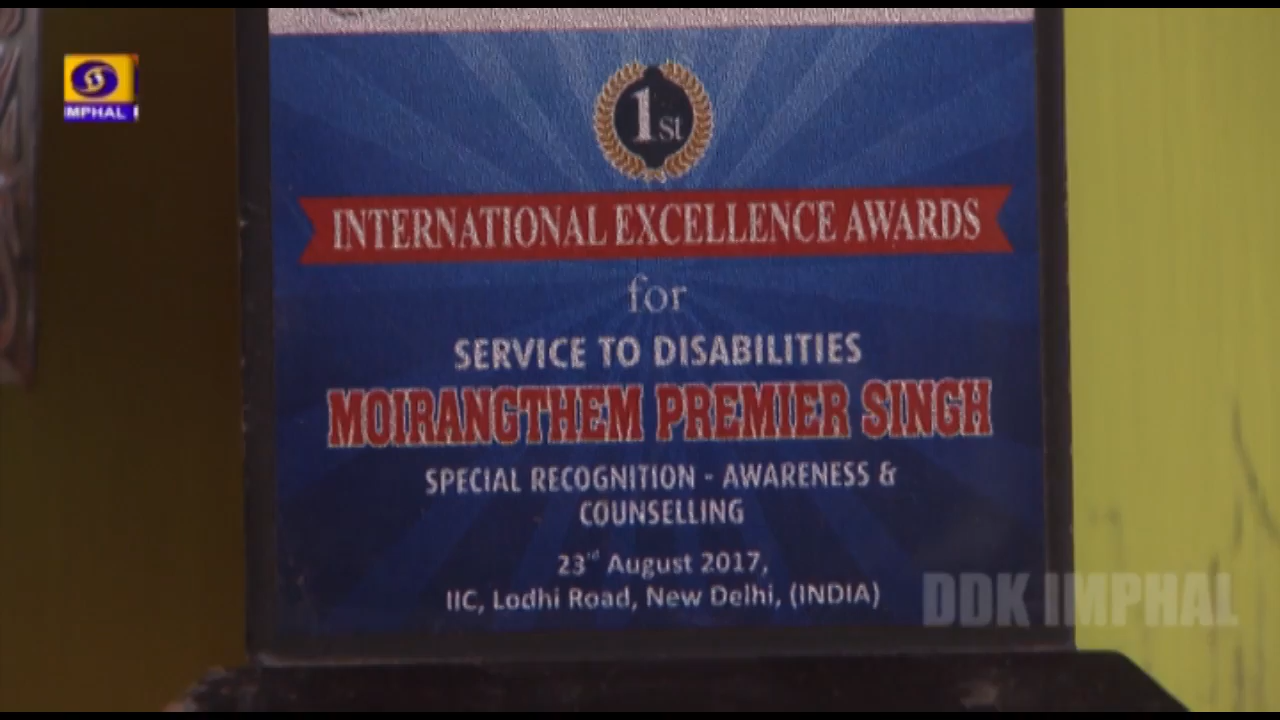 IMPHAL
1st
INTERNATIONAL EXCELLENCE AWARDS
for
SERVICE TO DISABILITIES
MOIRANGTHEM PREMIER SINGH
SPECIAL RECOGNITION - AWARENESS &
COUNSELLING
23rd August 2017,
IIC, Lodhi Road, New Delhi, (INDIA)
DDK IMPHAL